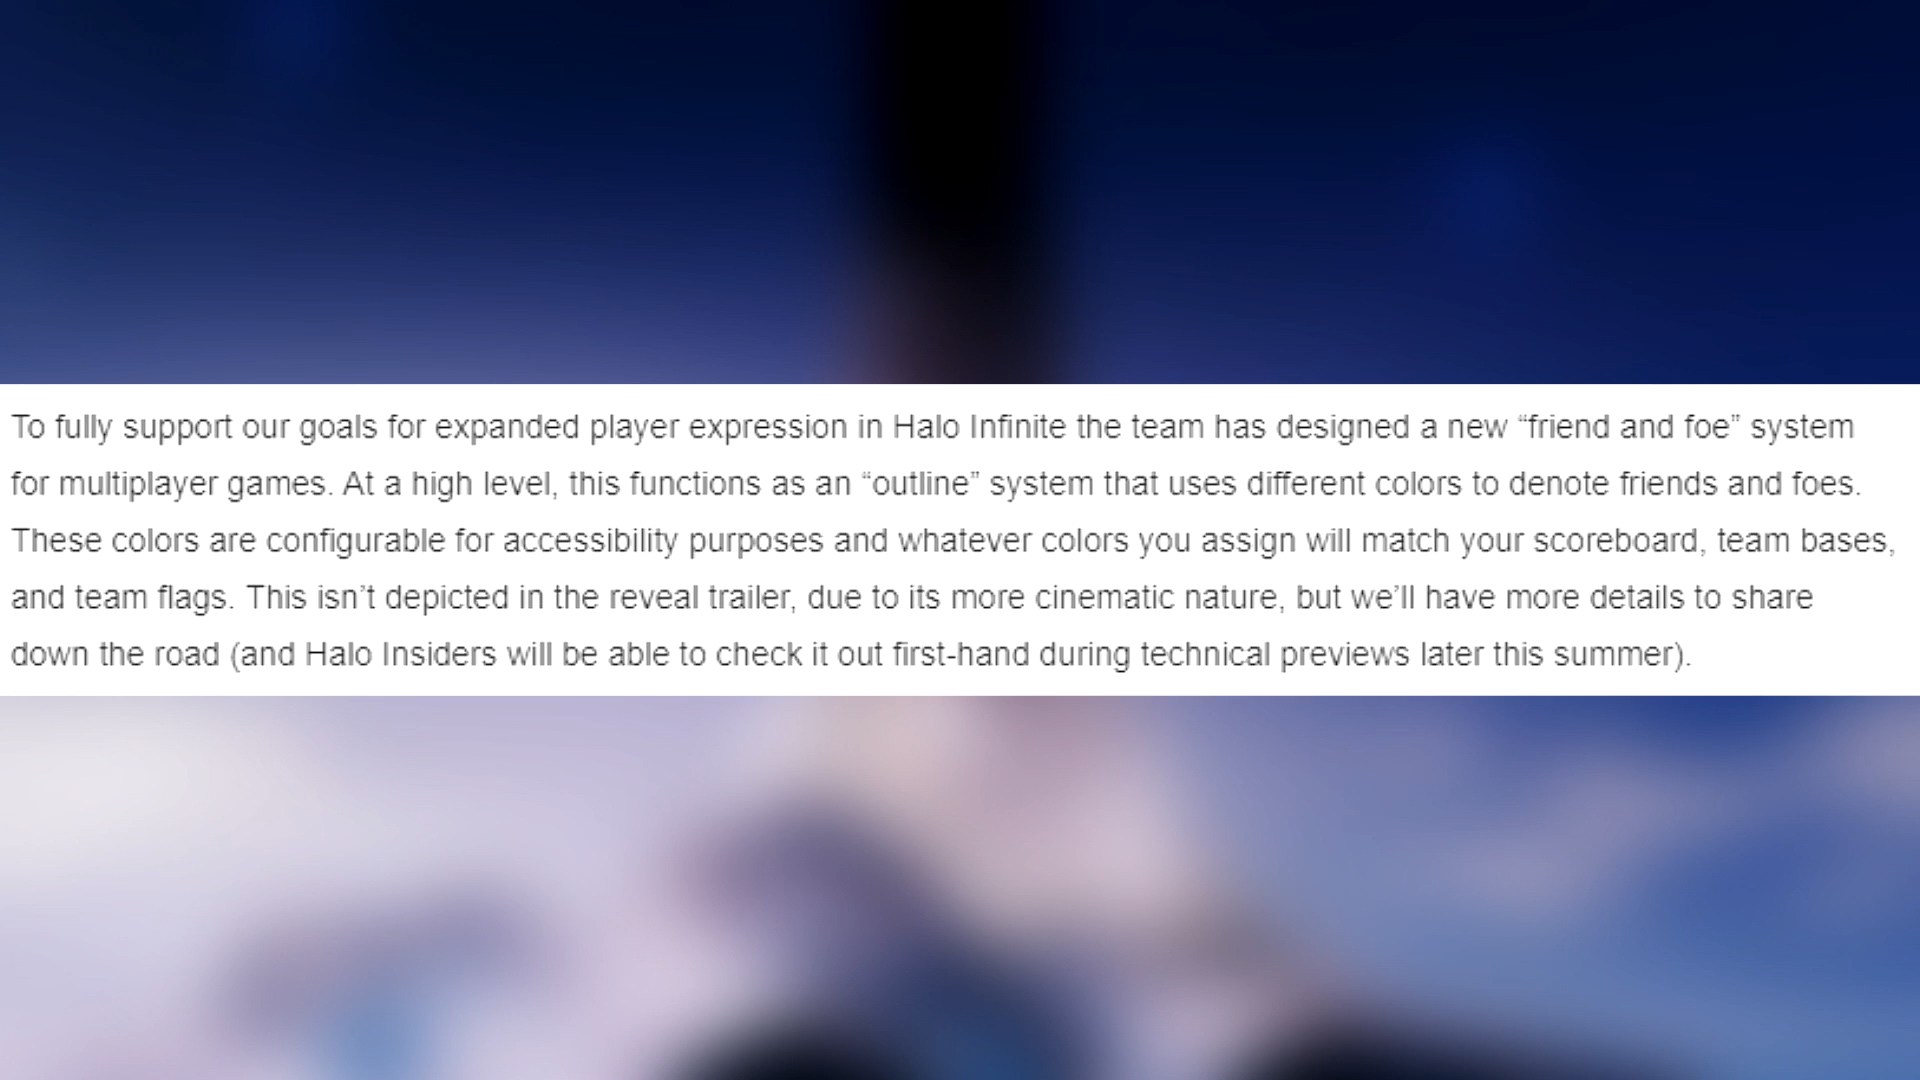 To fully support our goals for expanded player expression in Halo Infinite the team has designed a new “friend and foe” system
for multiplayer games. At a high level, this functions as an “outline” system that uses different colors to denote friends and foes.
These colors are configurable for accessibility purposes and whatever colors you assign will match your scoreboard, team bases,
and team flags. This isn’t depicted in the reveal trailer, due to its more cinematic nature, but we’ll have more details to share
down the road (and Halo Insiders will be able to check it out first-hand during technical previews later this summer).